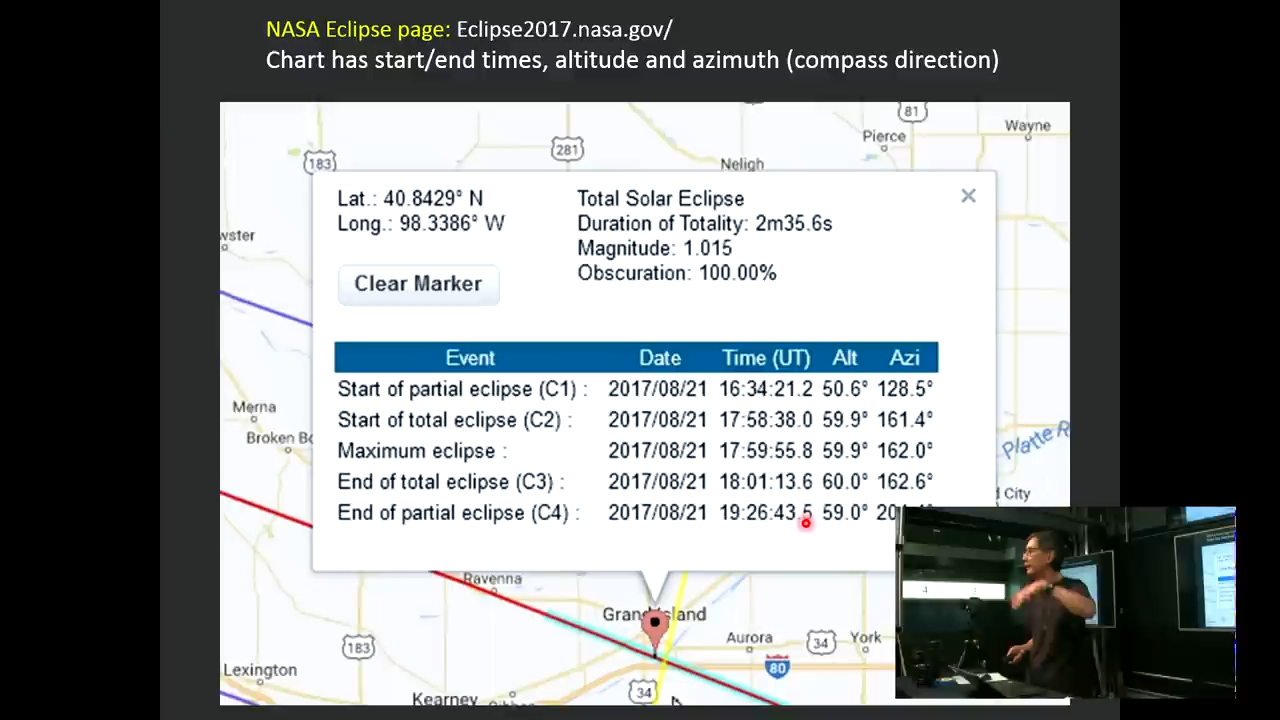 NASA Eclipse page: Eclipse2017.nasa.gov/
Chart has start/end times, altitude and azimuth (compass direction)
81
Pierce
Wayne
183
281
Neligh
Lat.: 40.8429° N
Long.: 98.3386° W
Total Solar Eclipse
Duration of Totality: 2m35.6s
Magnitude: 1.015
Obscuration: 100.00%
×
wster
Clear Marker
Event Date Time (UT) Alt Azi
Start of partial eclipse (C1) : 2017/08/21 16:34:21.2 50.6° 128.5°
Start of total eclipse (C2) : 2017/08/21 17:58:38.0 59.9° 161.4°
Maximum eclipse : 2017/08/21 17:59:55.8 59.9° 162.0°
End of total eclipse (C3) : 2017/08/21 18:01:13.6 60.0° 162.6°
End of partial eclipse (C4) : 2017/08/21 19:26:43.5 59.0°
Merna
Broken Bo
Platte R
d City
Ravenna
Grand Island
Aurora
34
York
183
80
Lexington
Kearney
34